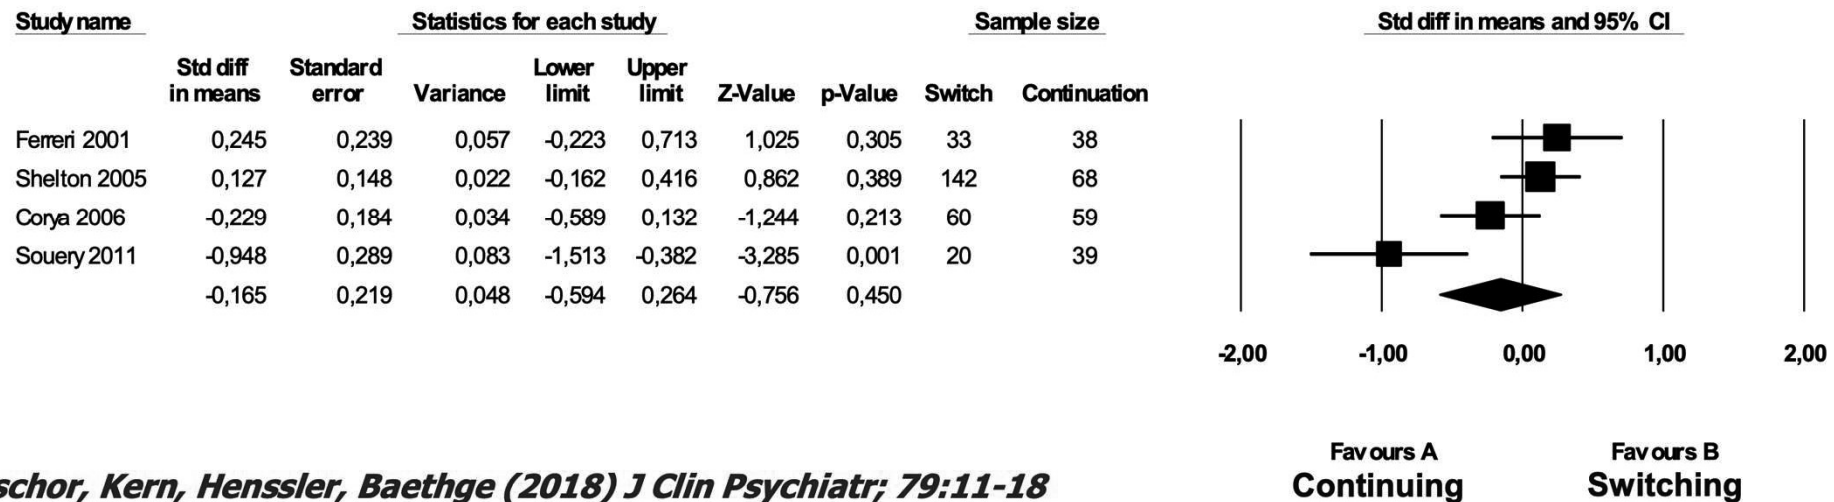 Study name Statistics for each study Sample size Std diff in means and 95% CI
Std diff Standard Lower Upper
in means error Variance limit limit Z-Value p-Value Switch Continuation
Ferreri 2001 0,245 0,239 0,057 -0,223 0,713 1,025 0,305 33 38
Shelton 2005 0,127 0,148 0,022 -0,162 0,416 0,862 0,389 142 68
Corya 2006 -0,229 0,184 0,034 -0,589 0,132 -1,244 0,213 60 59
Souery 2011 -0,948 0,289 0,083 -1,513 -0,382 -3,285 0,001 20 39
-0,165 0,219 0,048 -0,594 0,264 -0,756 0,450
-2,00 -1,00 0,00 1,00 2,00
Favours A Favours B
Continuing Switching
schor, Kern, Henssler, Baethge (2018) J Clin Psychiatr; 79:11-18